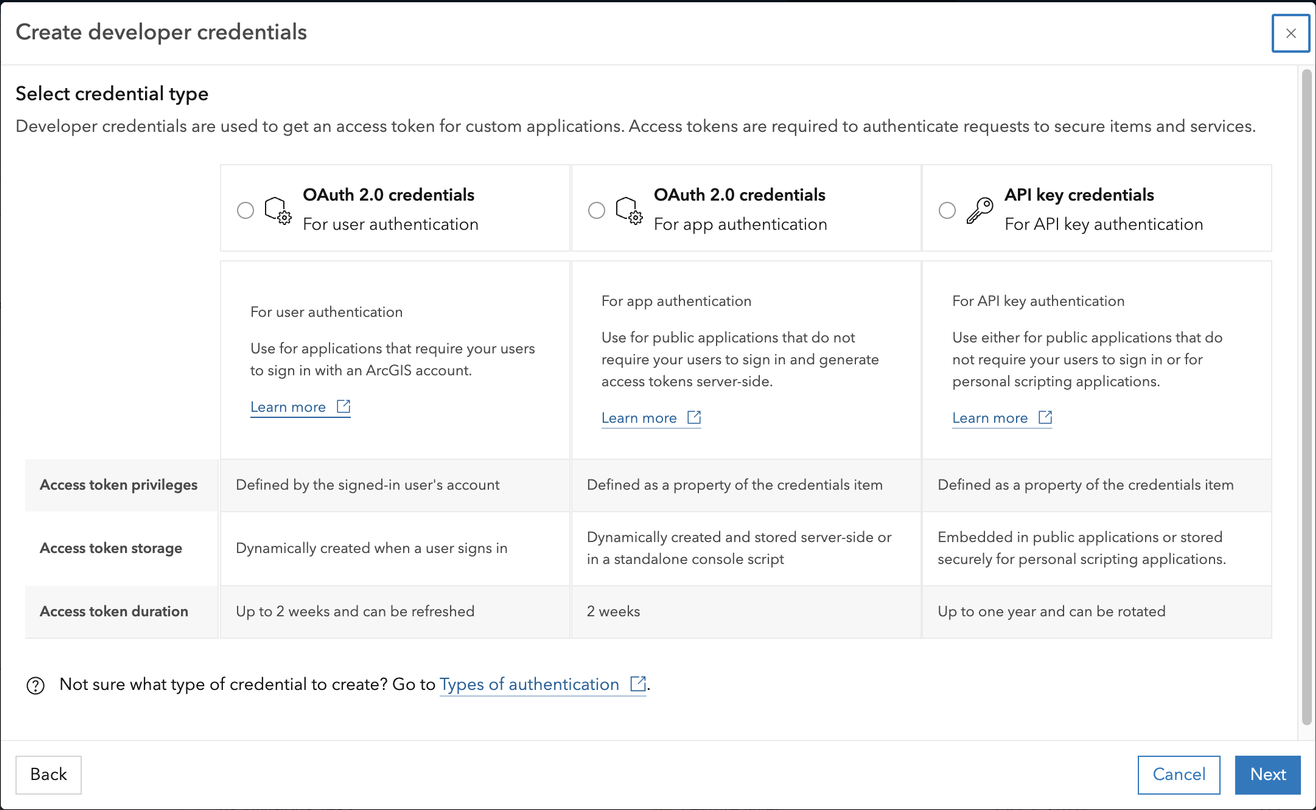 Create developer credentials
Select credential type
Developer credentials are used to get an access token for custom applications. Access tokens are required to authenticate requests to secure items and services.
OAuth 2.0 credentials
For user authentication
OAuth 2.0 credentials
For app authentication
API key credentials
For API key authentication
For user authentication
Use for applications that require your users
to sign in with an ArcGIS account.
Learn more
For app authentication
Use for public applications that do not
require your users to sign in and generate
access tokens server-side.
Learn more
For API key authentication
Use either for public applications that do
not require your users to sign in or for
personal scripting applications.
Learn more
Access token privileges
Defined by the signed-in user's account
Defined as a property of the credentials item
Defined as a property of the credentials item
Access token storage
Dynamically created when a user signs in
Dynamically created and stored server-side or
in a standalone console script
Embedded in public applications or stored
securely for personal scripting applications.
Access token duration
Up to 2 weeks and can be refreshed
2 weeks
Up to one year and can be rotated
Not sure what type of credential to create? Go to Types of authentication .
Back
Cancel
Next